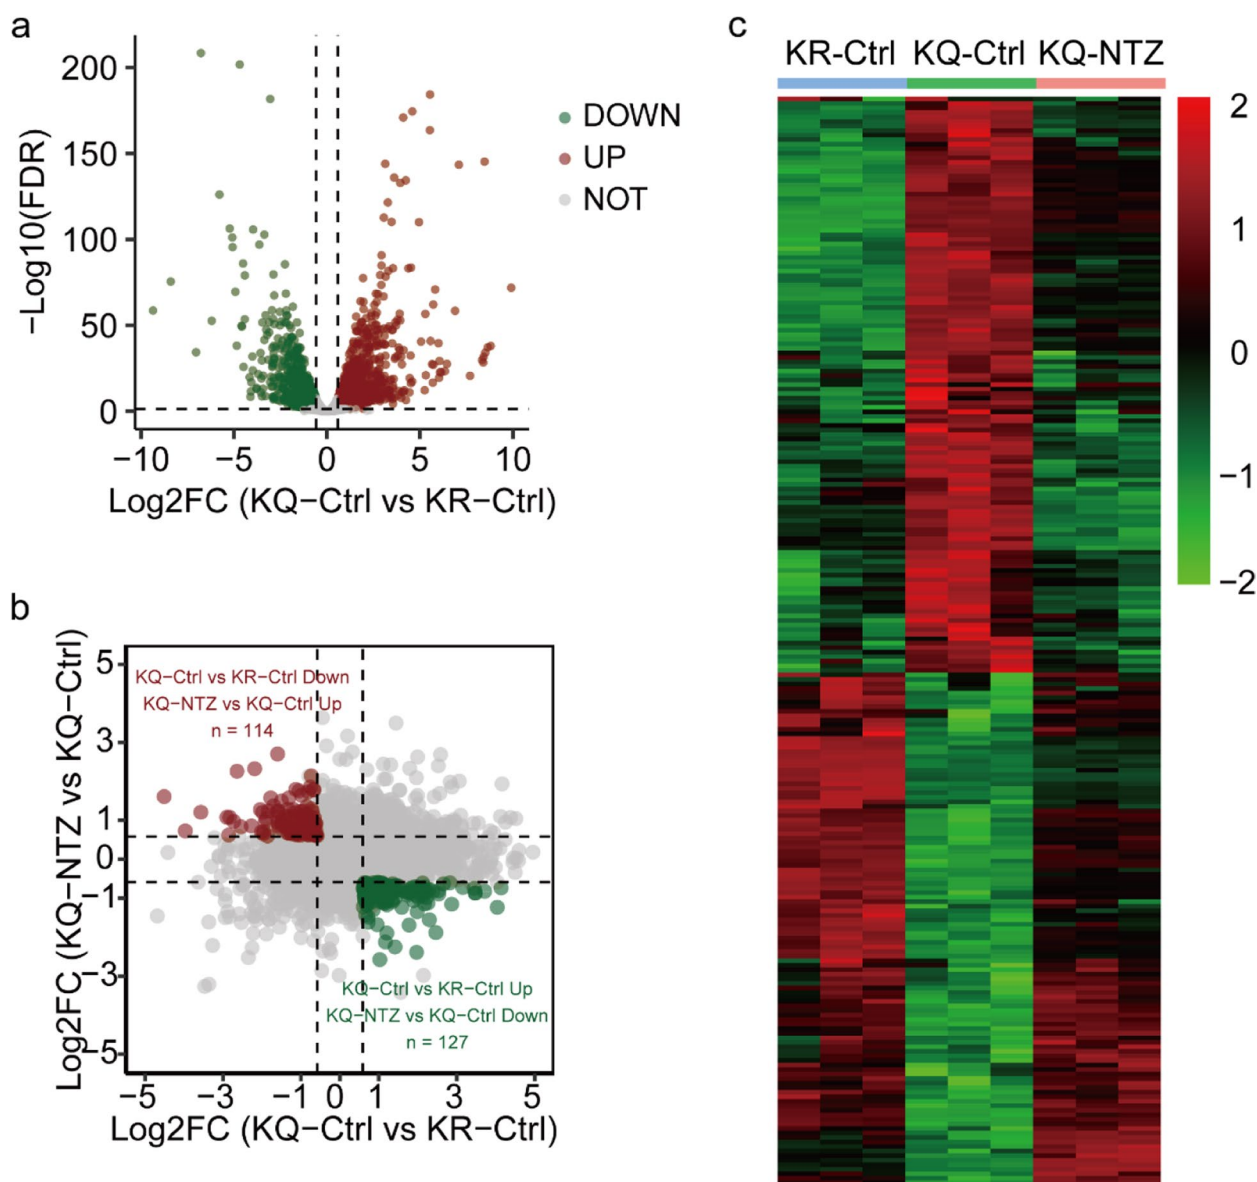 a
200
150
100
50
0
−Log10(FDR)
−10 −5 0 5 10
Log2FC (KQ−Ctrl vs KR−Ctrl)
DOWN
UP
NOT
b
5
3
1
0
−1
−3
−5
Log2FC (KQ−NTZ vs KQ−Ctrl)
KQ−Ctrl vs KR−Ctrl Down
KQ−NTZ vs KQ−Ctrl Up
n = 114
KQ−Ctrl vs KR−Ctrl Up
KQ−NTZ vs KQ−Ctrl Down
n = 127
−5 −3 −1 0 1 3 5
Log2FC (KQ−Ctrl vs KR−Ctrl)
c
KR-Ctrl KQ-Ctrl KQ-NTZ
2
1
0
−1
−2